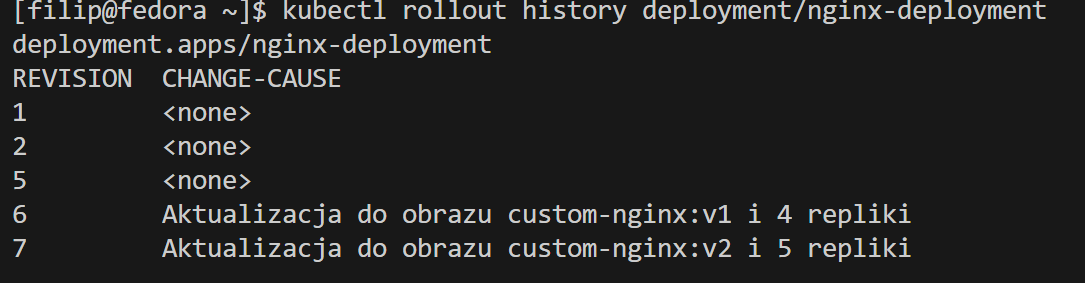 [filip@fedora ~]$ kubectl rollout history deployment/nginx-deployment
deployment.apps/nginx-deployment
REVISION  CHANGE-CAUSE
1         <none>
2         <none>
5         <none>
6         Aktualizacja do obrazu custom-nginx:v1 i 4 repliki
7         Aktualizacja do obrazu custom-nginx:v2 i 5 repliki